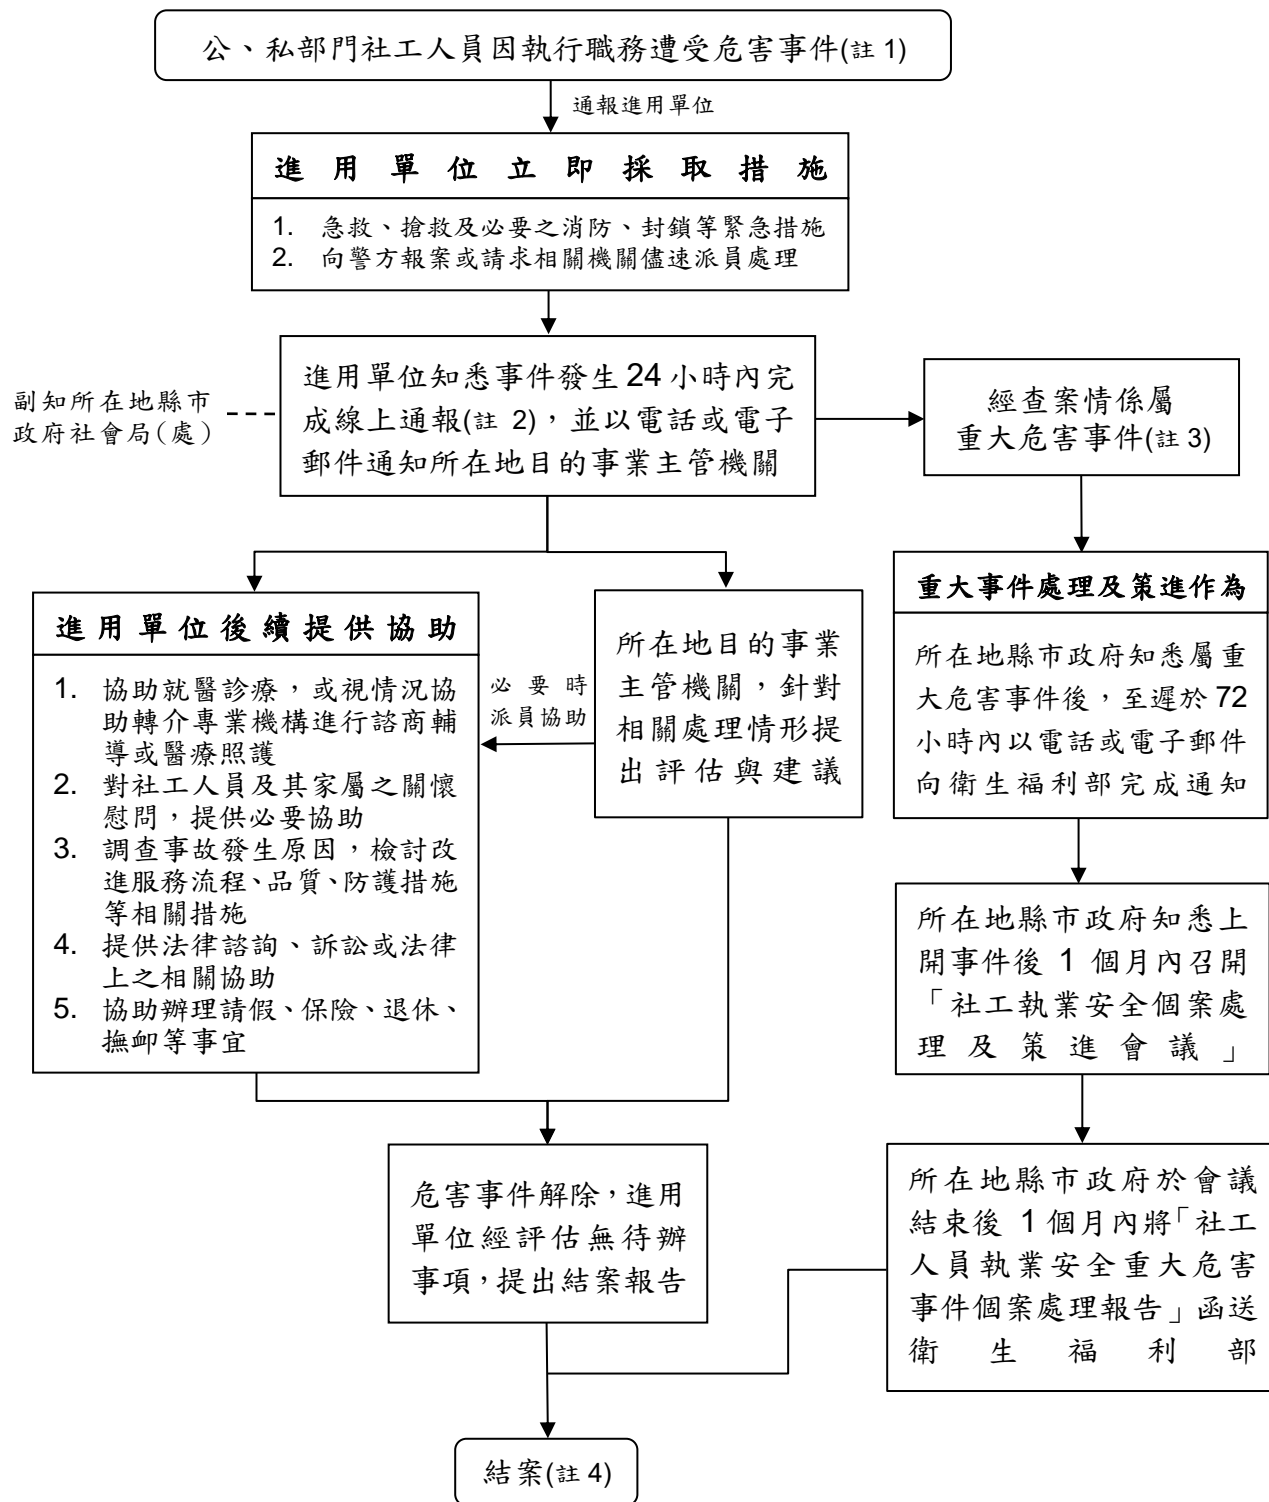 公、私部門社工人員因執行職務遭受危害事件(註 1)
通報進用單位
進用單位立即採取措施
1. 急救、搶救及必要之消防、封鎖等緊急措施
2. 向警方報案或請求相關機關儘速派員處理
進用單位知悉事件發生 24 小時內完
成線上通報(註 2)，並以電話或電子
郵件通知所在地目的事業主管機關
副知所在地縣市
政府社會局(處)
經查案情係屬
重大危害事件(註 3)
進用單位後續提供協助
1. 協助就醫診療，或視情況協
助轉介專業機構進行諮商輔
導或醫療照護
2. 對社工人員及其家屬之關懷
慰問，提供必要協助
3. 調查事故發生原因，檢討改
進服務流程、品質、防護措施
等相關措施
4. 提供法律諮詢、訴訟或法律
上之相關協助
5. 協助辦理請假、保險、退休、
撫卹等事宜
必要時
派員協助
所在地目的事業
主管機關，針對
相關處理情形提
出評估與建議
重大事件處理及策進作為
所在地縣市政府知悉屬重
大危害事件後，至遲於 72
小時內以電話或電子郵件
向衛生福利部完成通知
所在地縣市政府知悉上
開事件後 1 個月內召開
「社工執業安全個案處
理及策進會議」
危害事件解除，進用
單位經評估無待辦
事項，提出結案報告
所在地縣市政府於會議
結束後 1 個月內將「社工
人員執業安全重大危害
事件個案處理報告」函送
衛生福利部
結案(註 4)